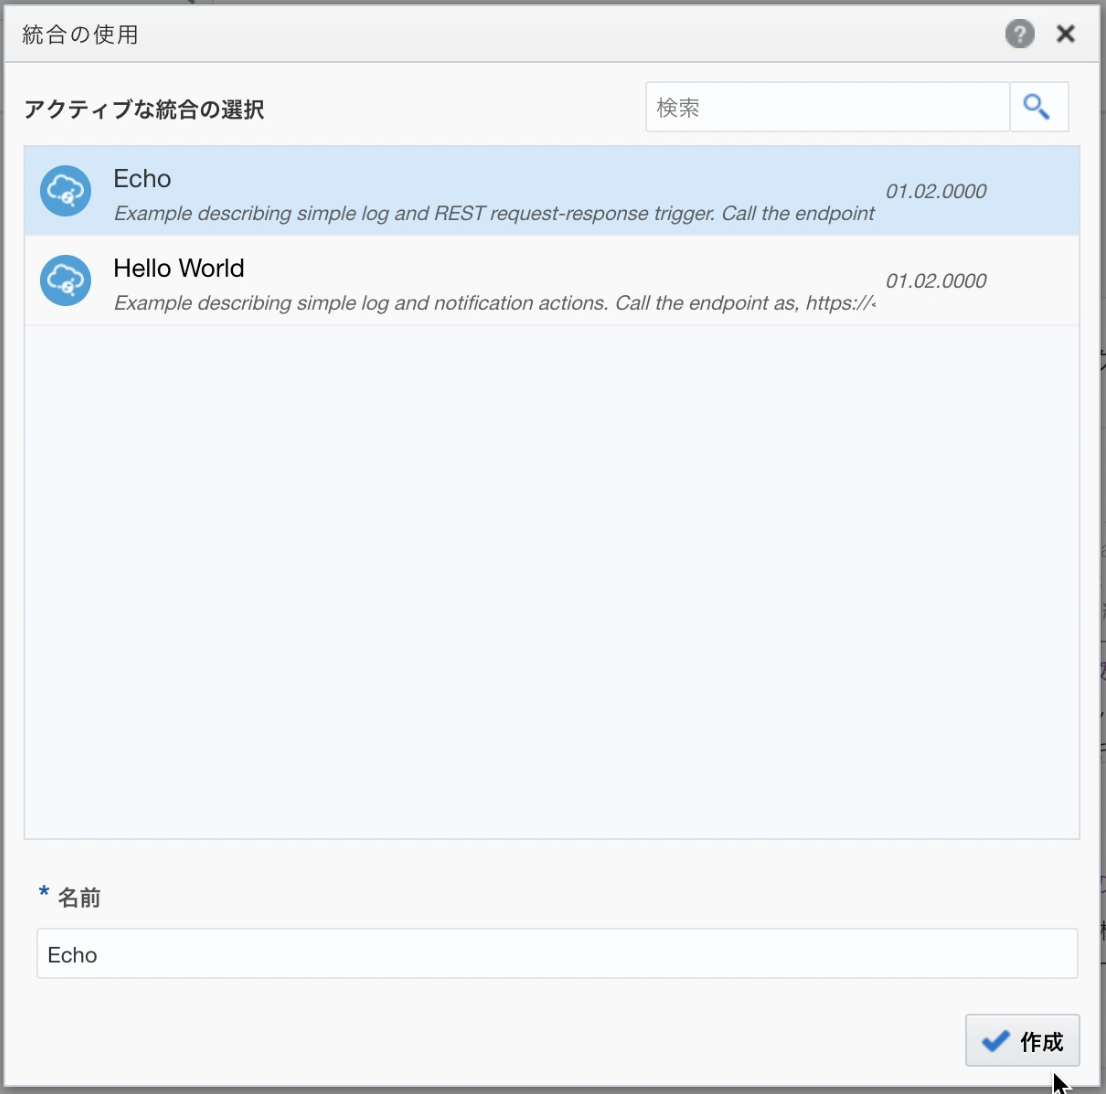 統合の使用
アクティブな統合の選択
検索
Echo
Example describing simple log and REST request-response trigger. Call the endpoint
01.02.0000
Hello World
Example describing simple log and notification actions. Call the endpoint as, https://<
01.02.0000
* 名前
Echo
作成